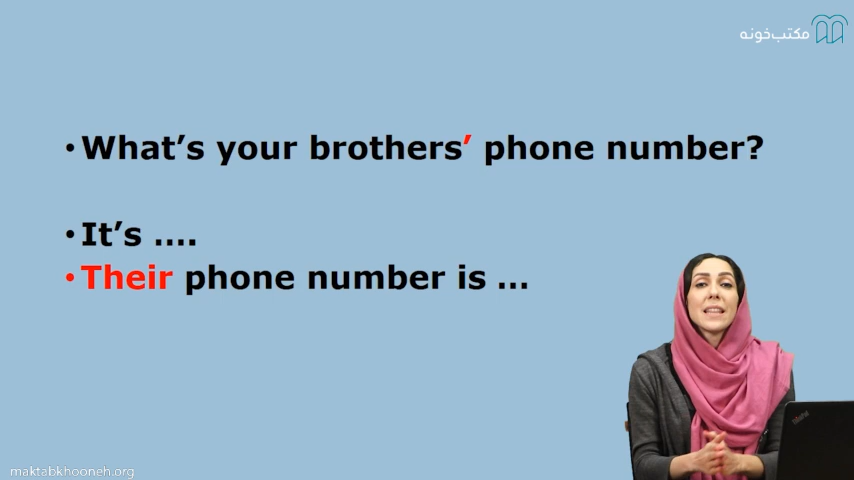 مکتب‌خونه
• What’s your brothers’ phone number?
• It’s ....
• Their phone number is ...
maktabkhooneh.org